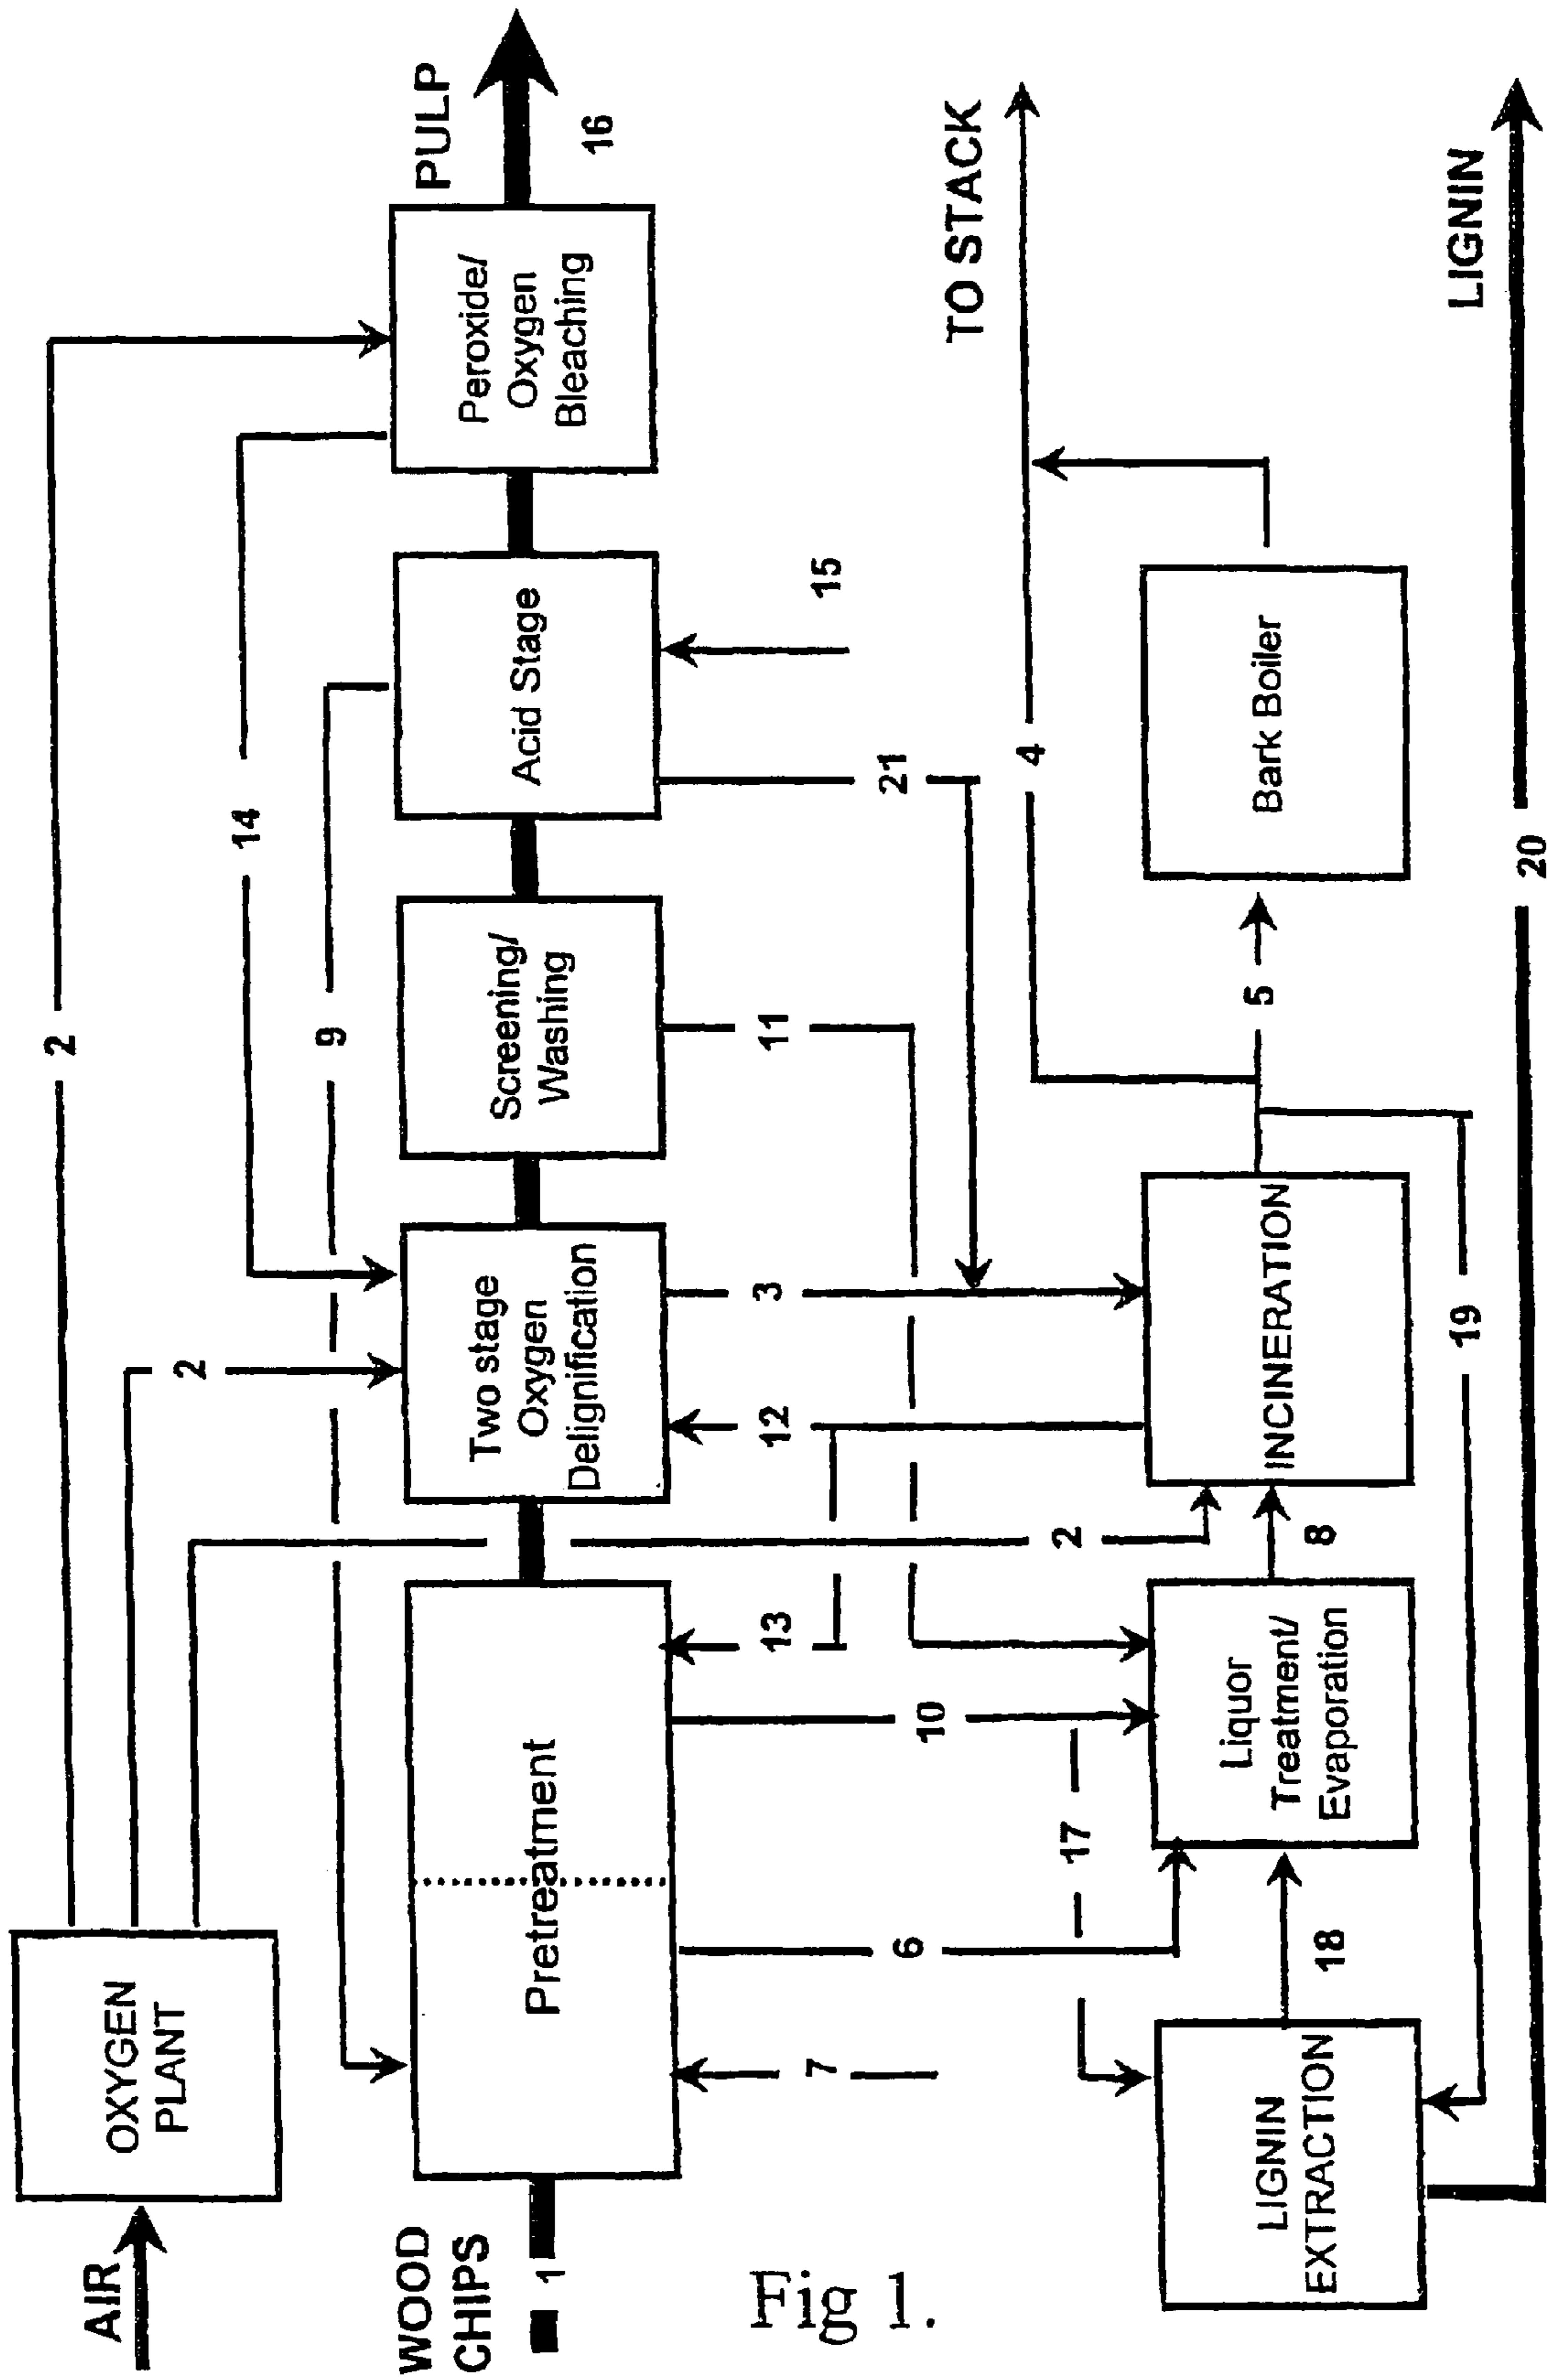 AIR
OXYGEN
PLANT
2
2
14
9
WOOD
CHIPS
1
Pretreatment
Two stage
Oxygen
Delignification
Screening/
Washing
Acid Stage
Peroxide/
Oxygen
Bleaching
PULP
16
7
6
10
13
12
3
11
21
15
17
2
4
TO STACK
LIGNIN
EXTRACTION
18
Liquor
Treatment/
Evaporation
8
INCINERATION
5
Bark Boiler
19
20
LIGNIN
Fig 1.